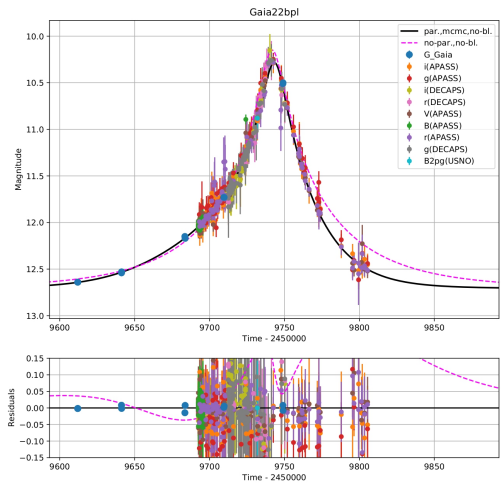 Gaia22bpl
10.0
10.5
11.0
11.5
12.0
12.5
13.0
Magnitude
par.,mcmc,no-bl.
no-par.,no-bl.
G_Gaia
i(APASS)
g(APASS)
i(DECAPS)
r(DECAPS)
V(APASS)
B(APASS)
r(APASS)
g(DECAPS)
B2pg(USNO)
9600 9650 9700 9750 9800 9850
Time - 2450000
0.15
0.10
0.05
0.00
−0.05
−0.10
−0.15
Residuals
9600 9650 9700 9750 9800 9850
Time - 2450000